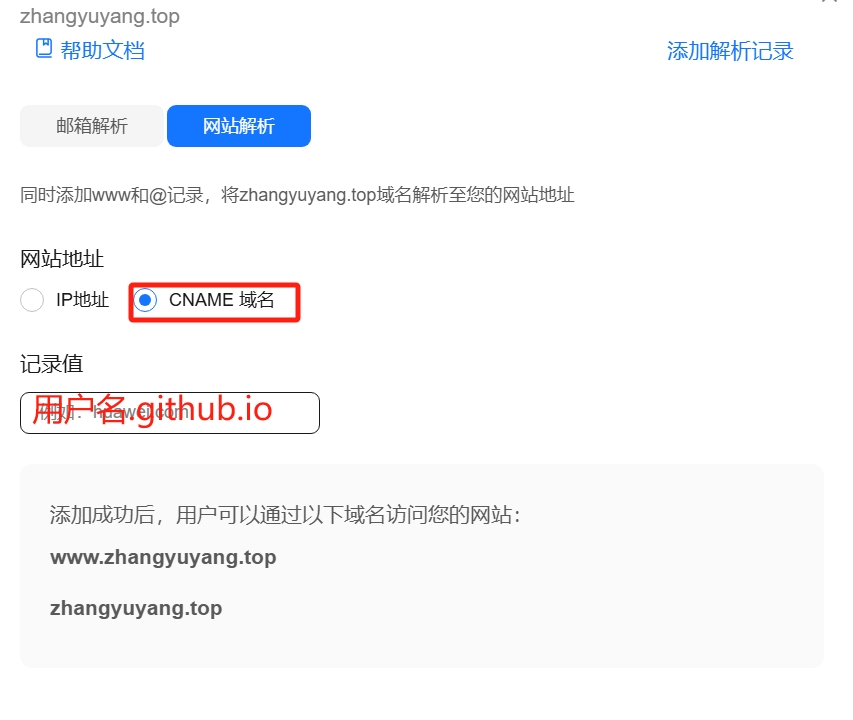 zhangyuyang.top
帮助文档
添加解析记录
邮箱解析
网站解析
同时添加www和@记录，将zhangyuyang.top域名解析至您的网站地址
网站地址
IP地址
CNAME 域名
记录值
例如：huawei.com
用户名.github.io
添加成功后，用户可以通过以下域名访问您的网站：
www.zhangyuyang.top
zhangyuyang.top